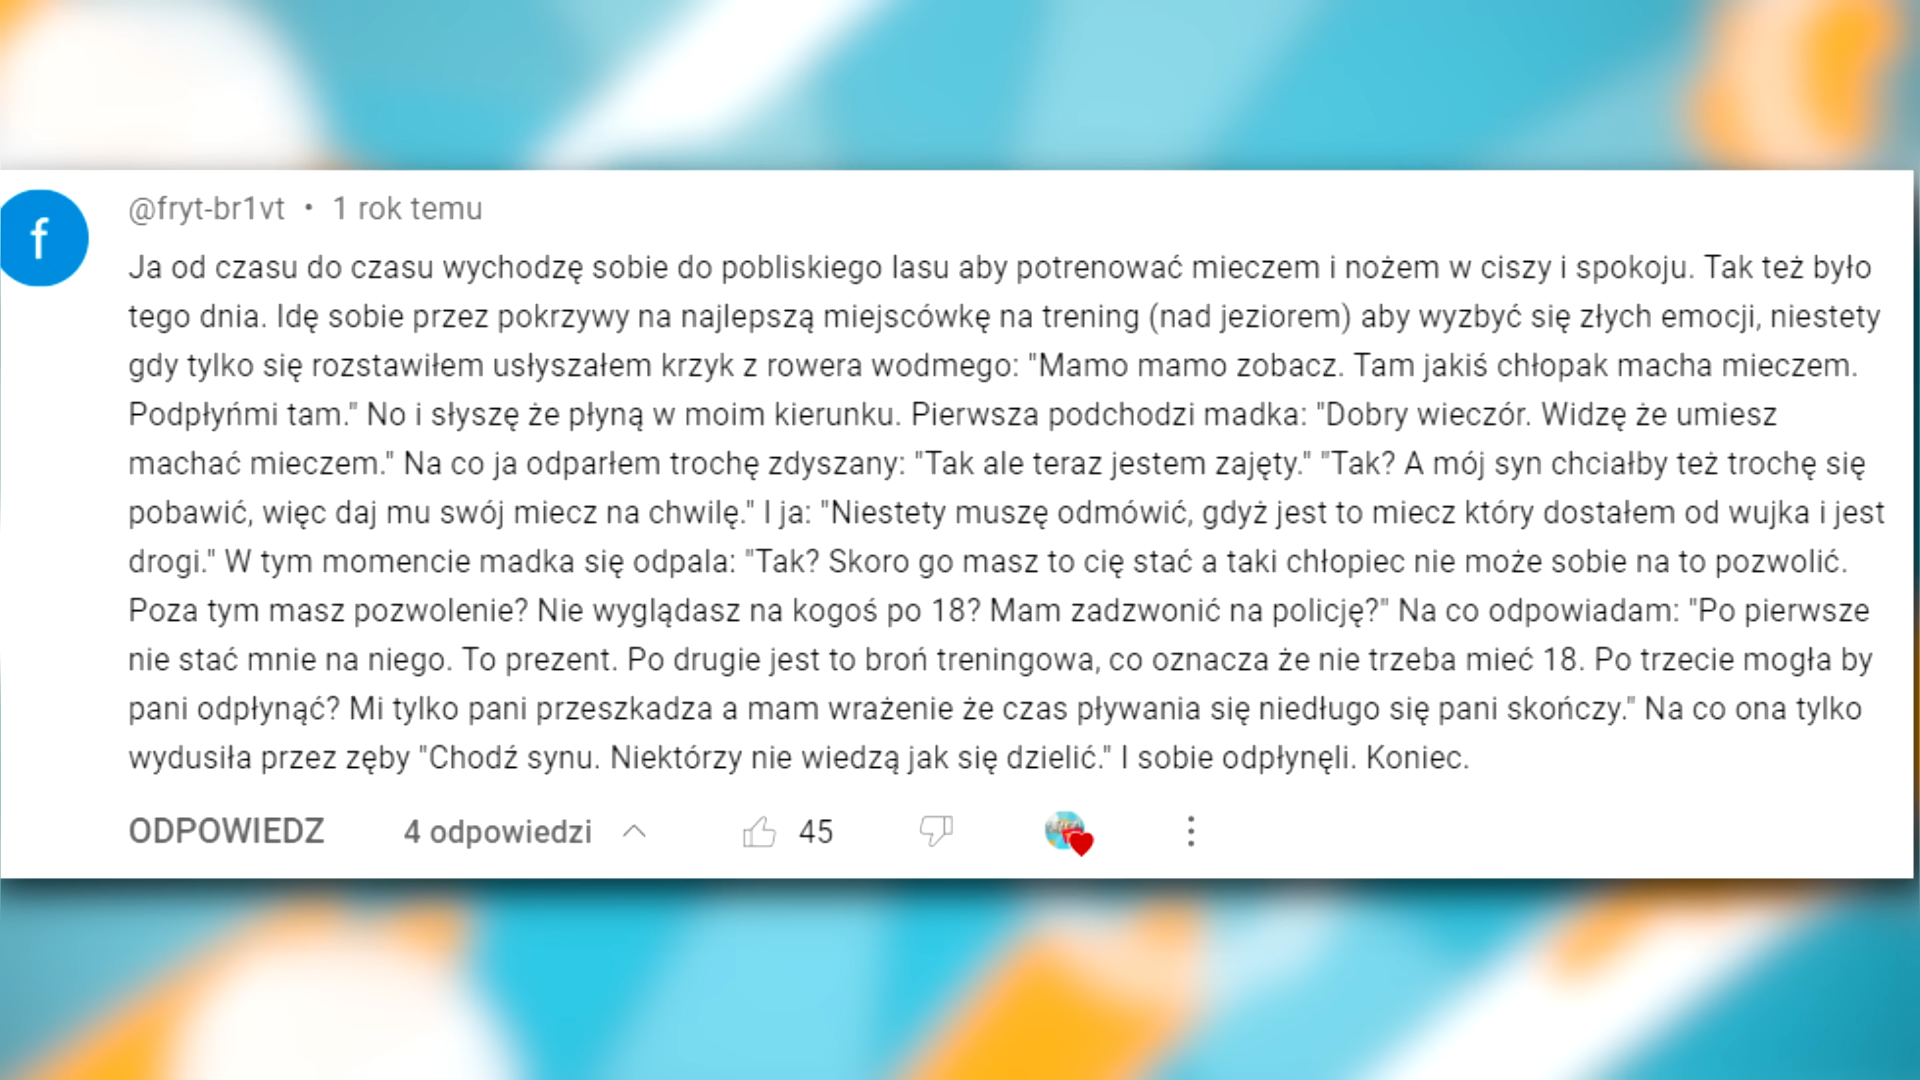 f
@fryt-br1vt • 1 rok temu
Ja od czasu do czasu wychodzę sobie do pobliskiego lasu aby potrenować mieczem i nożem w ciszy i spokoju. Tak też było
tego dnia. Idę sobie przez pokrzywy na najlepszą miejscówkę na trening (nad jeziorem) aby wyzbyć się złych emocji, niestety
gdy tylko się rozstawiłem usłyszałem krzyk z rowera wodmego: "Mamo mamo zobacz. Tam jakiś chłopak macha mieczem.
Podpłyńmi tam." No i słyszę że płyną w moim kierunku. Pierwsza podchodzi madka: "Dobry wieczór. Widzę że umiesz
machać mieczem." Na co ja odparłem trochę zdyszany: "Tak ale teraz jestem zajęty." "Tak? A mój syn chciałby też trochę się
pobawić, więc daj mu swój miecz na chwilę." I ja: "Niestety muszę odmówić, gdyż jest to miecz który dostałem od wujka i jest
drogi." W tym momencie madka się odpala: "Tak? Skoro go masz to cię stać a taki chłopiec nie może sobie na to pozwolić.
Poza tym masz pozwolenie? Nie wyglądasz na kogoś po 18? Mam zadzwonić na policję?" Na co odpowiadam: "Po pierwsze
nie stać mnie na niego. To prezent. Po drugie jest to broń treningowa, co oznacza że nie trzeba mieć 18. Po trzecie mogła by
pani odpłynąć? Mi tylko pani przeszkadza a mam wrażenie że czas pływania się niedługo się pani skończy." Na co ona tylko
wydusiła przez zęby "Chodź synu. Niektórzy nie wiedzą jak się dzielić." I sobie odpłynęli. Koniec.
ODPOWIEDZ 4 odpowiedzi 45